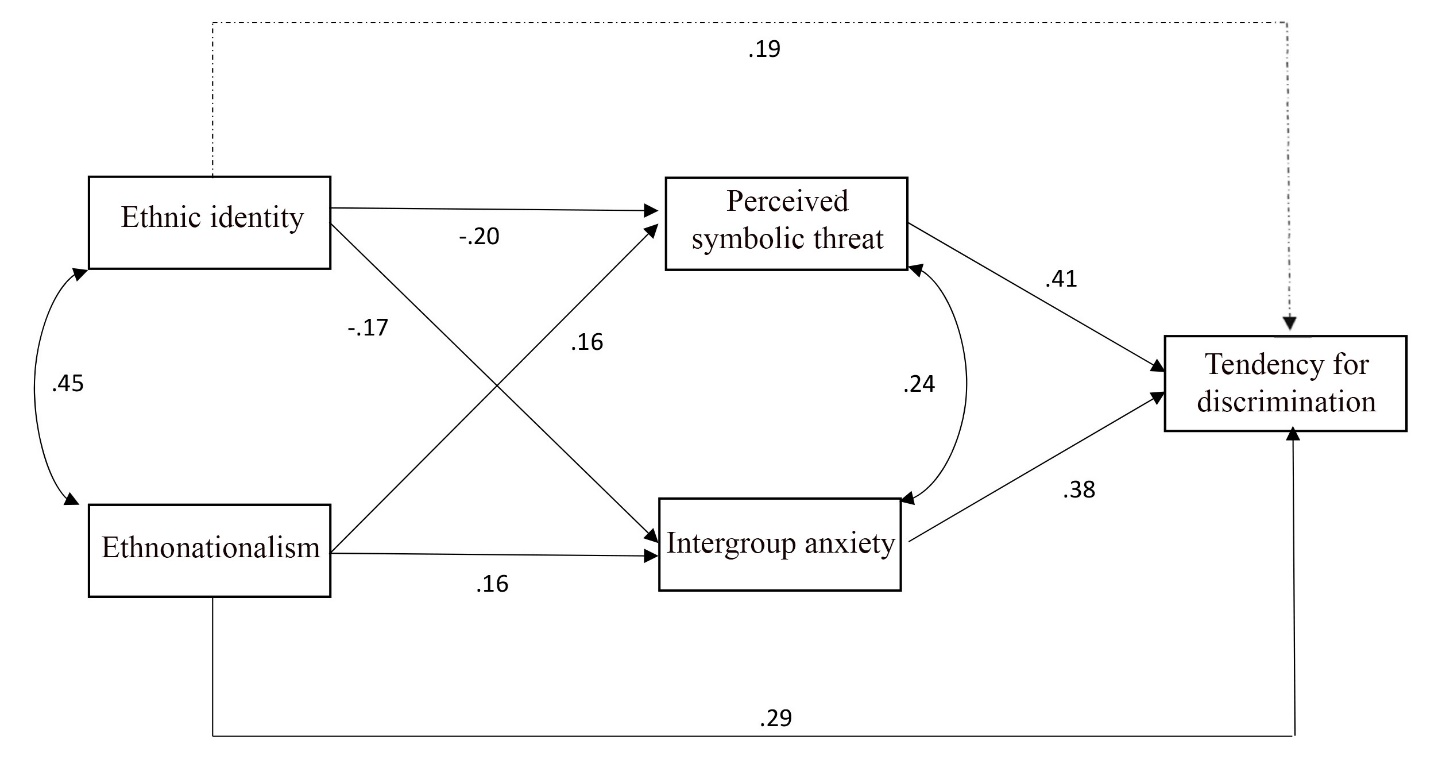 .19
Ethnic identity
Perceived
symbolic threat
-.20
.41
-.17
.16
.45
.24
Tendency for
discrimination
.38
Ethnonationalism
Intergroup anxiety
.16
.29